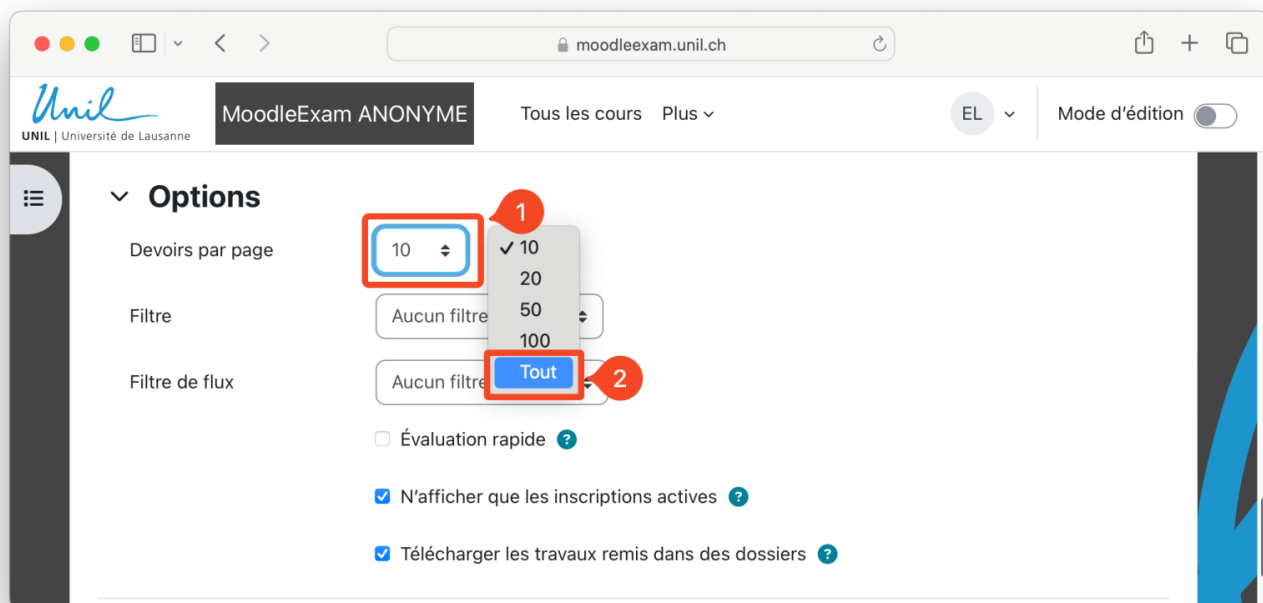 moodleexam.unil.ch
Unil
UNIL | Université de Lausanne
MoodleExam ANONYME
Tous les cours
Plus
EL
Mode d'édition
Options
1
Devoirs par page
10
10
20
50
100
Tout
2
Filtre
Aucun filtre
Filtre de flux
Aucun filtre
Évaluation rapide ?
N'afficher que les inscriptions actives ?
Télécharger les travaux remis dans des dossiers ?